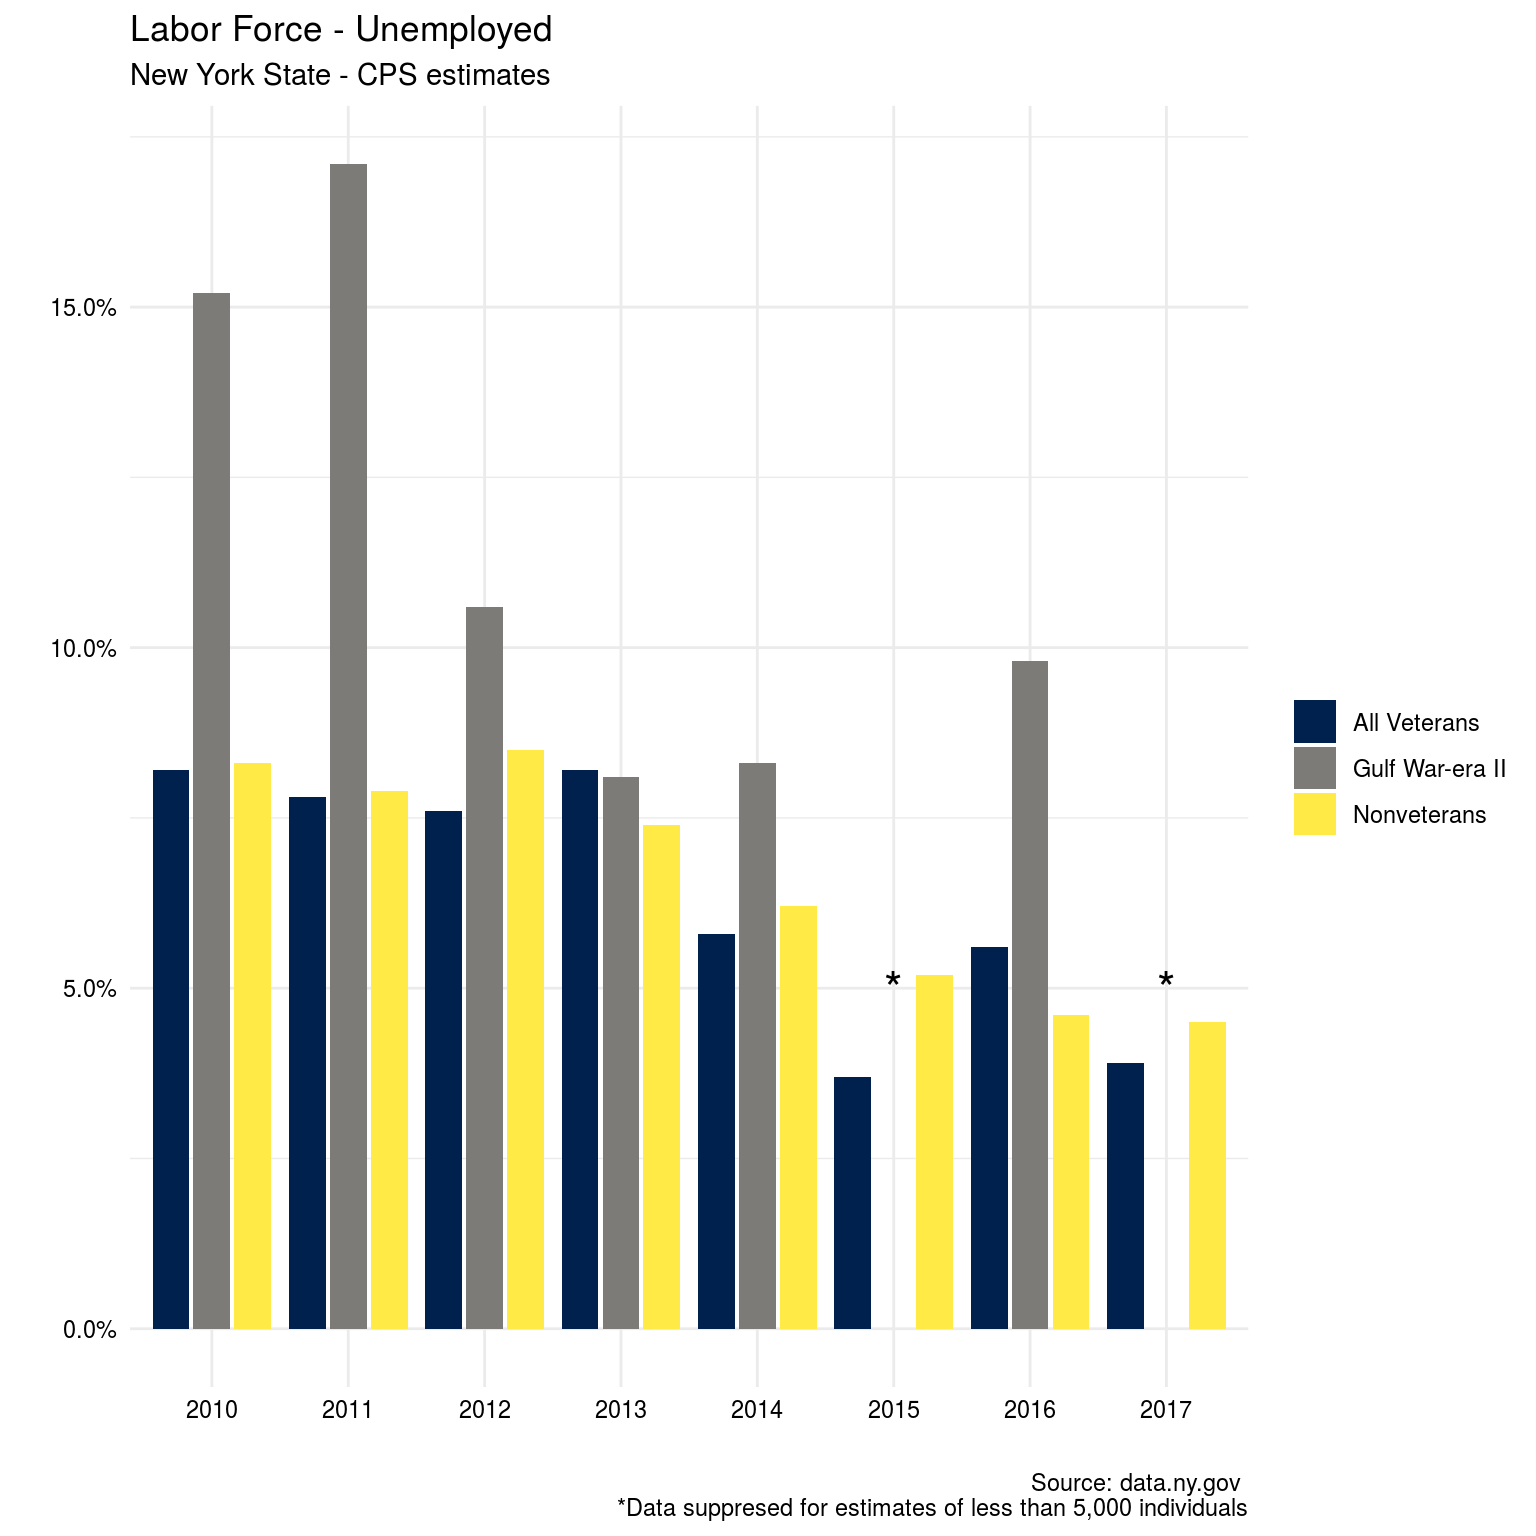 Labor Force - Unemployed
New York State - CPS estimates
15.0%
10.0%
5.0%
0.0%
* *
2010 2011 2012 2013 2014 2015 2016 2017
All Veterans
Gulf War-era II
Nonveterans
Source: data.ny.gov
*Data suppresed for estimates of less than 5,000 individuals